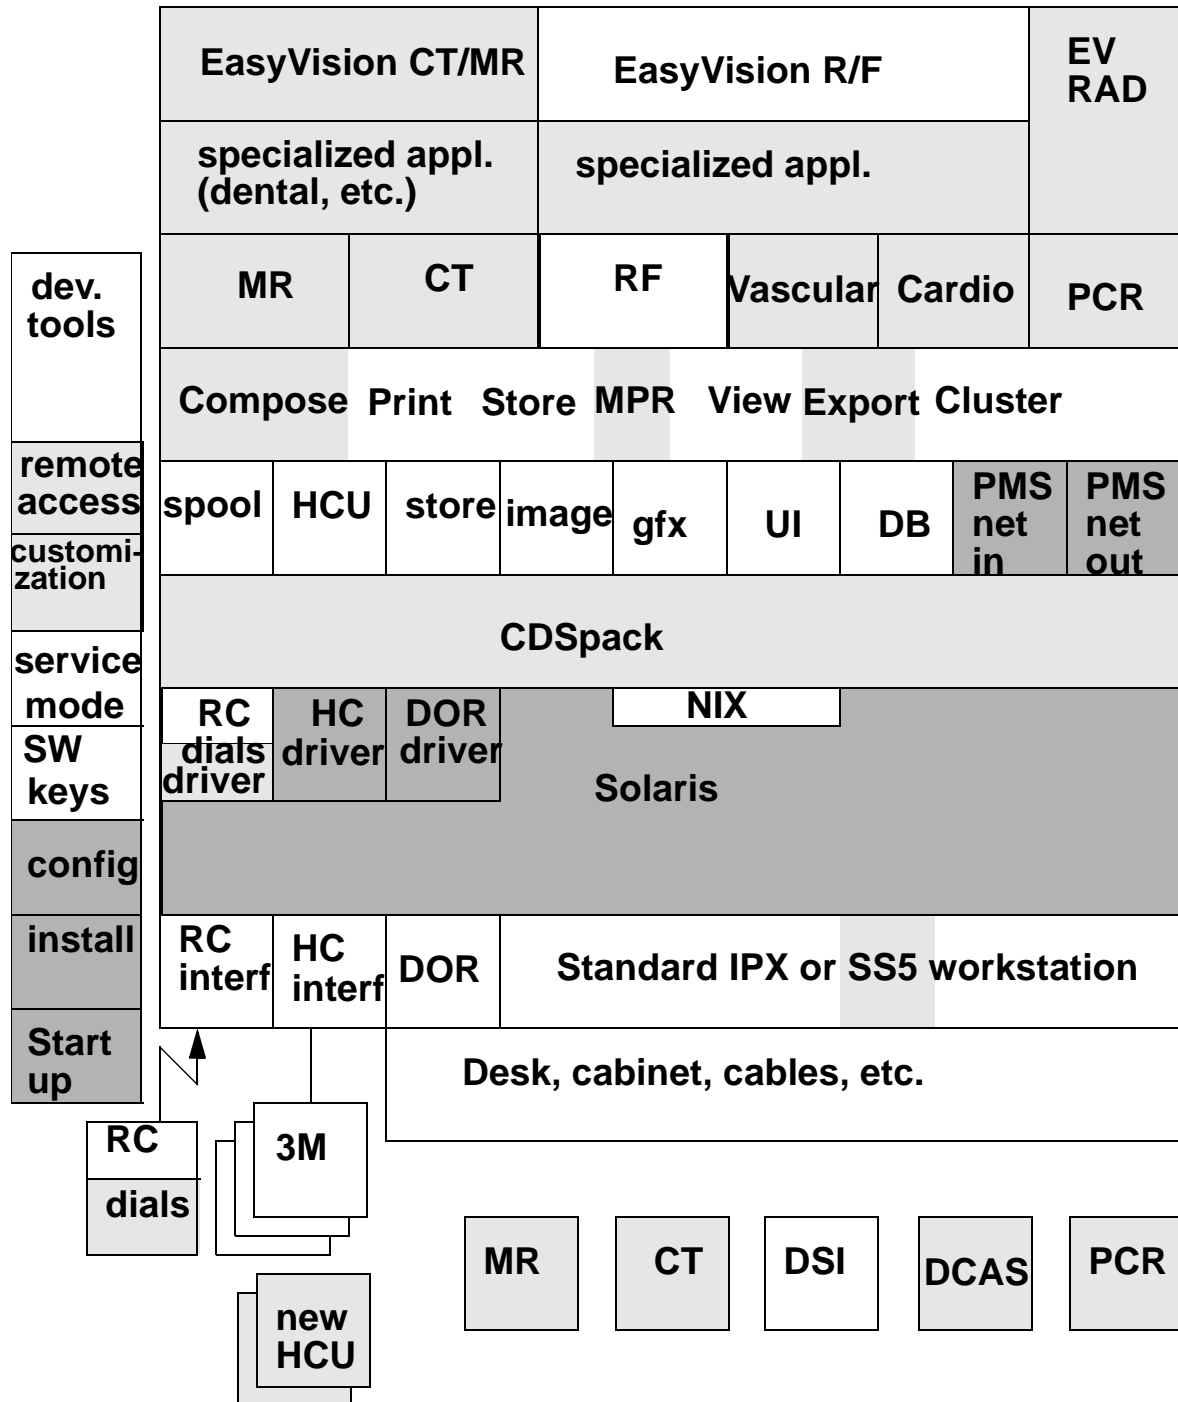 EasyVision CT/MR
EasyVision R/F
EV
RAD
specialized appl.
(dental, etc.)
specialized appl.
MR
CT
RF
Vascular
Cardio
PCR
Compose Print Store MPR View Export Cluster
spool
HCU
store
image
gfx
UI
DB
PMS
net
in
PMS
net
out
CDSpack
RC
dials
driver
HC
driver
DOR
driver
NIX
Solaris
RC
interf
HC
interf
DOR
Standard IPX or SS5 workstation
Desk, cabinet, cables, etc.
dev.
tools
remote
access
customi-
zation
service
mode
SW
keys
config
install
Start
up
RC
dials
3M
new
HCU
MR
CT
DSI
DCAS
PCR